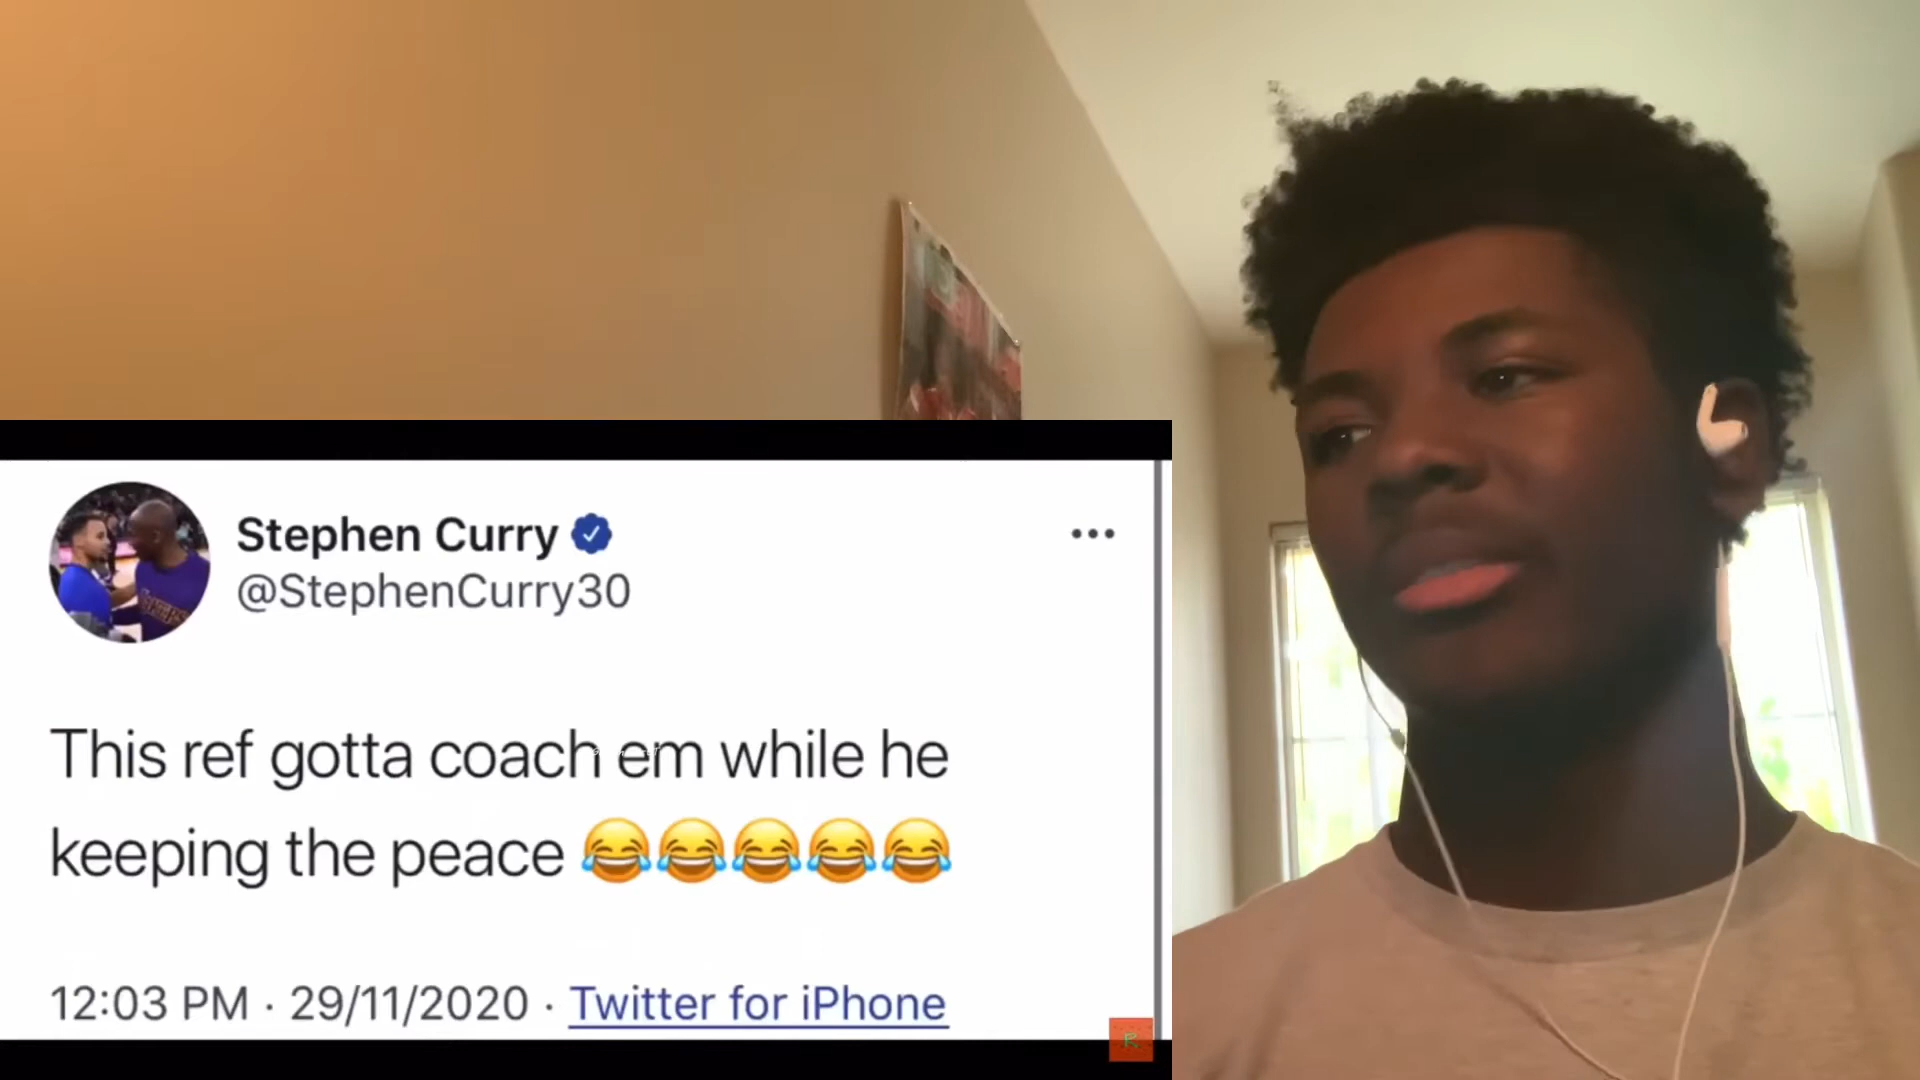 Stephen Curry
@StephenCurry30
This ref gotta coach em while he
keeping the peace 😂😂😂😂😂
12:03 PM · 29/11/2020 · Twitter for iPhone
R